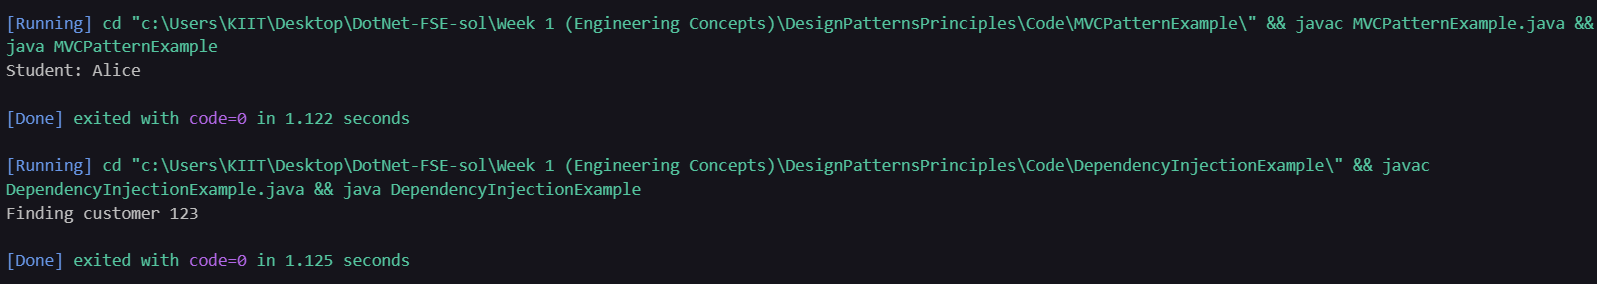 [Running] cd "c:\Users\KIIT\Desktop\DotNet-FSE-sol\Week 1 (Engineering Concepts)\DesignPatternsPrinciples\Code\MVCPatternExample\" && javac MVCPatternExample.java &&
java MVCPatternExample
Student: Alice
[Done] exited with code=0 in 1.122 seconds
[Running] cd "c:\Users\KIIT\Desktop\DotNet-FSE-sol\Week 1 (Engineering Concepts)\DesignPatternsPrinciples\Code\DependencyInjectionExample\" && javac
DependencyInjectionExample.java && java DependencyInjectionExample
Finding customer 123
[Done] exited with code=0 in 1.125 seconds